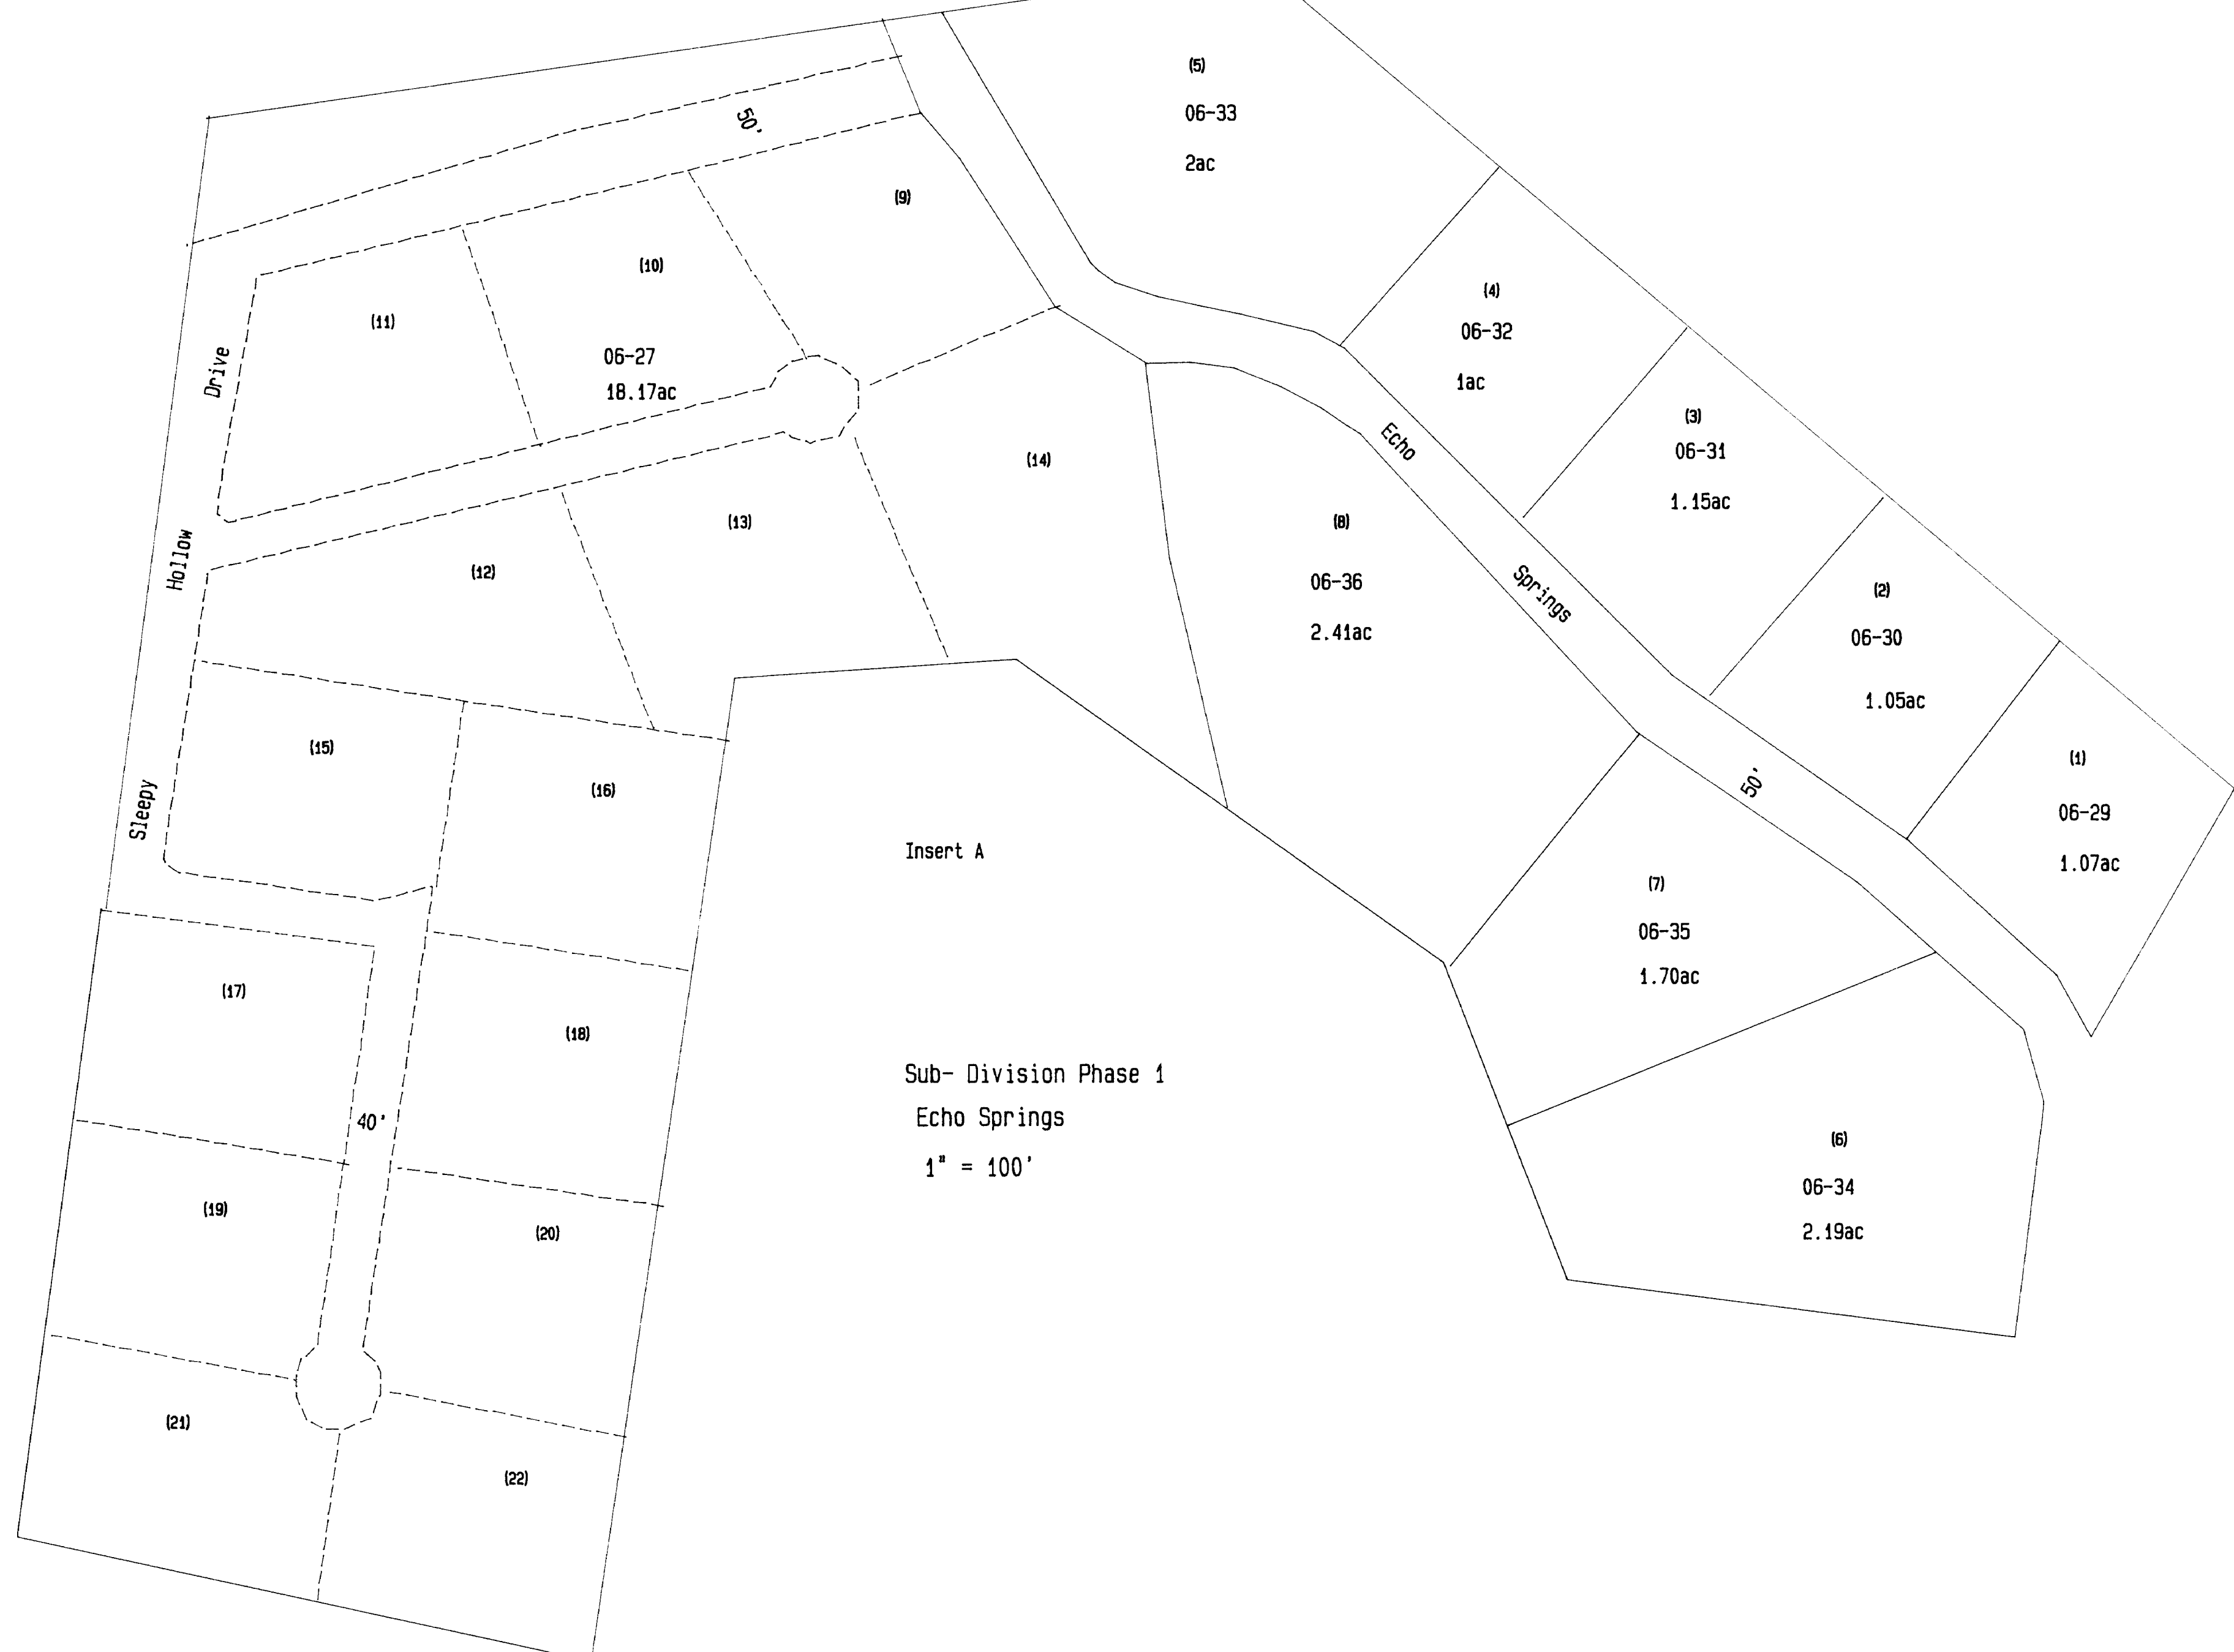 (5)
06-33
2ac
50'
(9)
(10)
06-27
18.17ac
(11)
(4)
06-32
1ac
(3)
06-31
1.15ac
(2)
06-30
1.05ac
(1)
06-29
1.07ac
Echo
Springs
50'
(14)
(8)
06-36
2.41ac
(13)
(12)
Sleepy
Hollow
Drive
(15)
(16)
Insert A
(7)
06-35
1.70ac
(17)
(18)
40'
Sub- Division Phase 1
Echo Springs
1" = 100'
(6)
06-34
2.19ac
(19)
(20)
(21)
(22)